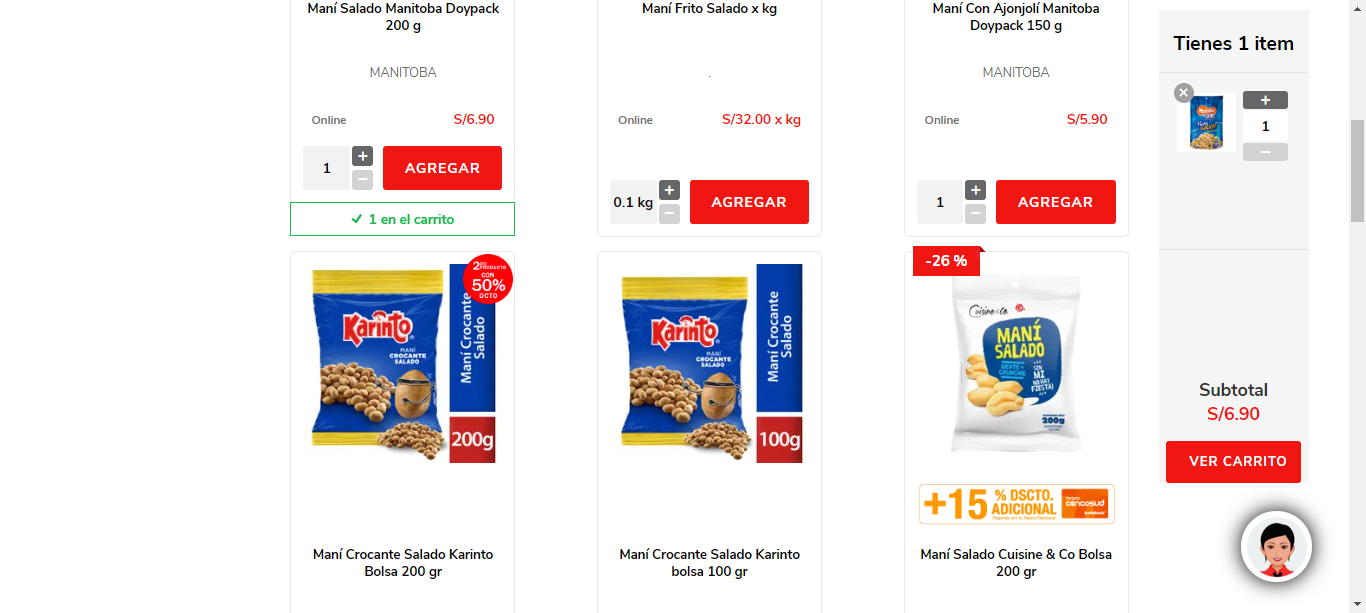 Maní Salado Manitoba Doypack
200 g
MANITOBA
Online S/6.90
1 + − AGREGAR
1 en el carrito
Maní Frito Salado x kg
.
Online S/32.00 x kg
0.1 kg + − AGREGAR
Maní Con Ajonjolí Manitoba
Doypack 150 g
MANITOBA
Online S/5.90
1 + − AGREGAR
Tienes 1 item
+
1
−
Subtotal
S/6.90
VER CARRITO
2DO PRODUCTO
CON
50%
DCTO
Karinto
MANÍ
CROCANTE
SALADO
Maní Crocante
Salado
200g
Maní Crocante Salado Karinto
Bolsa 200 gr
Karinto
MANÍ
CROCANTE
SALADO
Maní Crocante
Salado
100g
Maní Crocante Salado Karinto
bolsa 100 gr
-26 %
Cuisine & Co.
MANÍ
SALADO
¡SIN
MÍ
NO HAY
FIESTA!
200g
+15 % DSCTO.
ADICIONAL
cencosud
Maní Salado Cuisine & Co Bolsa
200 gr